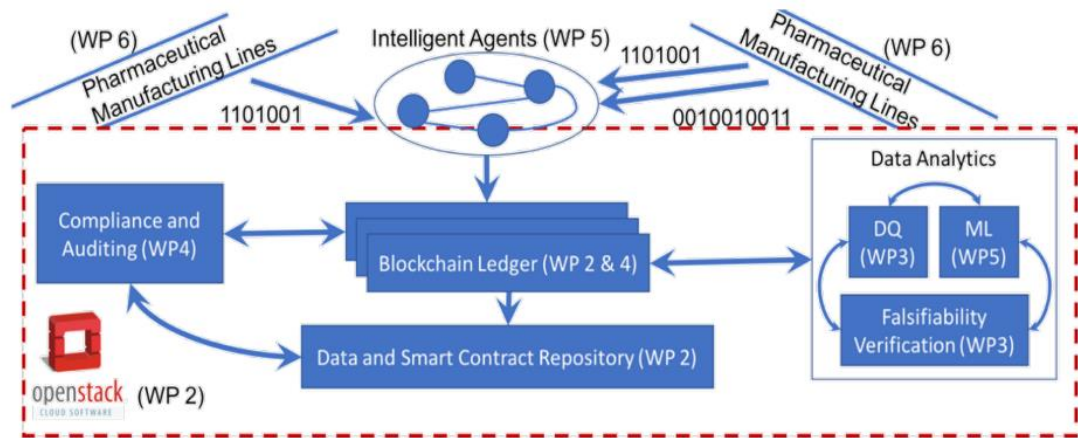 (WP 6)
Pharmaceutical
Manufacturing Lines
1101001
Intelligent Agents (WP 5)
1101001
0010010011
Pharmaceutical
Manufacturing Lines
(WP 6)
Compliance and
Auditing (WP4)
Blockchain Ledger (WP 2 & 4)
Data and Smart Contract Repository (WP 2)
Data Analytics
DQ
(WP3)
ML
(WP5)
Falsifiability
Verification (WP3)
openstack
CLOUD SOFTWARE
(WP 2)